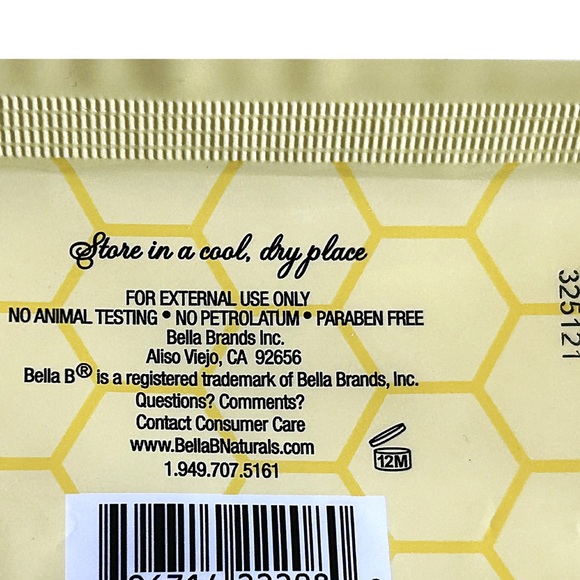 Store in a cool, dry place
FOR EXTERNAL USE ONLY
NO ANIMAL TESTING • NO PETROLATUM • PARABEN FREE
Bella Brands Inc.
Aliso Viejo, CA 92656
Bella B® is a registered trademark of Bella Brands, Inc.
Questions? Comments?
Contact Consumer Care
www.BellaBNaturals.com
1.949.707.5161
12M
325121